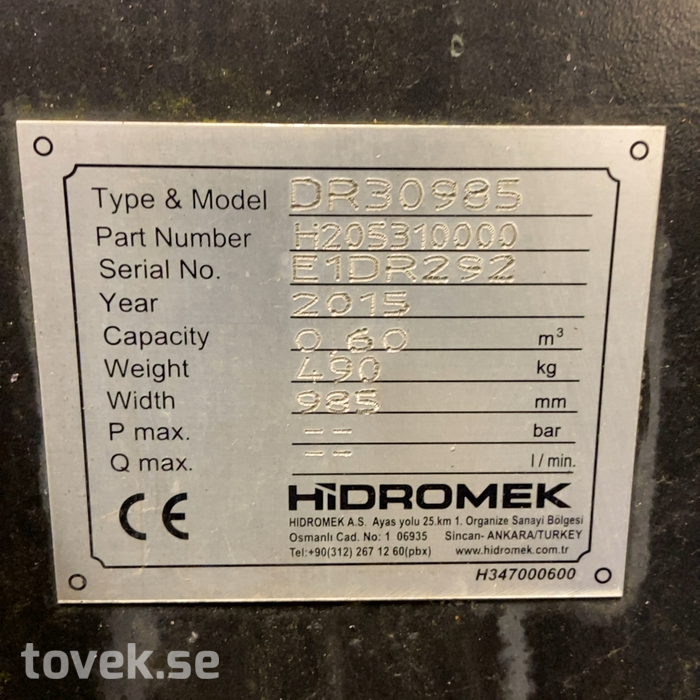 Type & Model DR30985
Part Number H20S310000
Serial No. E1DR292
Year 2015
Capacity 0.60 m³
Weight 490 kg
Width 985 mm
P max. -- bar
Q max. -- l / min.
CE HiDROMEK
HIDROMEK A.S. Ayas yolu 25.km 1. Organize Sanayi Bölgesi
Osmanlı Cad. No: 1 06935 Sincan- ANKARA/TURKEY
Tel:+90(312) 267 12 60(pbx) www.hidromek.com.tr
H347000600
tovek.se